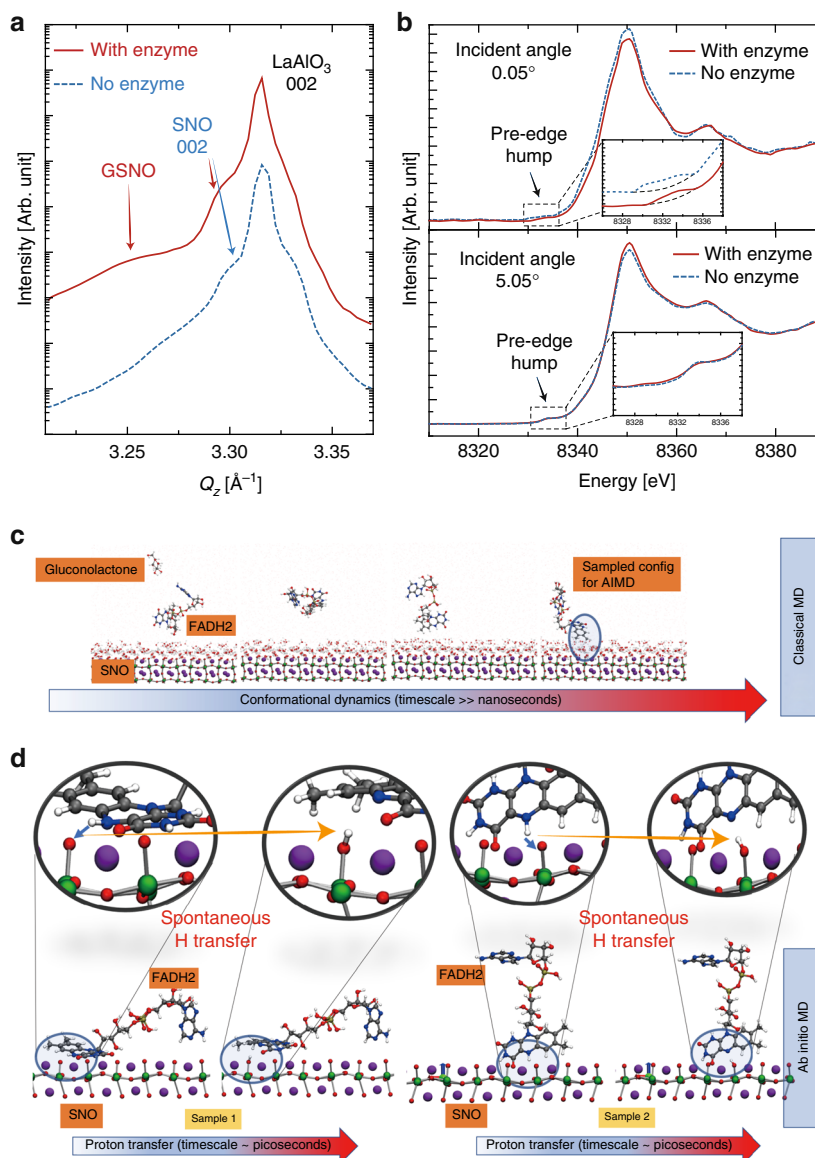 a
With enzyme
No enzyme
LaAlO3
002
SNO
002
GSNO
Intensity [Arb. unit]
3.25
3.31
3.35
Qz [Å–1]
b
Incident angle
0.05°
With enzyme
No enzyme
Pre-edge
hump
8328
8332
8336
Incident angle
5.05°
With enzyme
No enzyme
Pre-edge
hump
8328
8332
8336
Intensity [Arb. unit]
8320
8340
8360
8380
Energy [eV]
c
Gluconolactone
FADH2
SNO
Sampled config
for AIMD
Conformational dynamics (timescale >> nanoseconds)
Classical MD
d
Spontaneous
H transfer
FADH2
SNO
Sample 1
Proton transfer (timescale ~ picoseconds)
Spontaneous
H transfer
FADH2
SNO
Sample 2
Proton transfer (timescale ~ picoseconds)
Ab initio MD